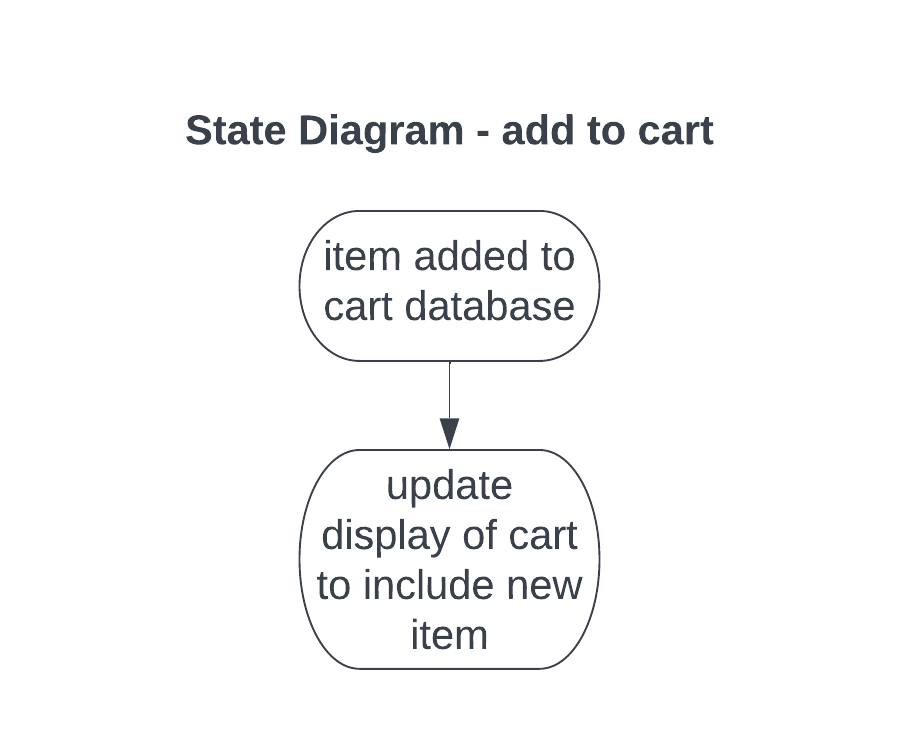 State Diagram - add to cart
item added to
cart database
update
display of cart
to include new
item